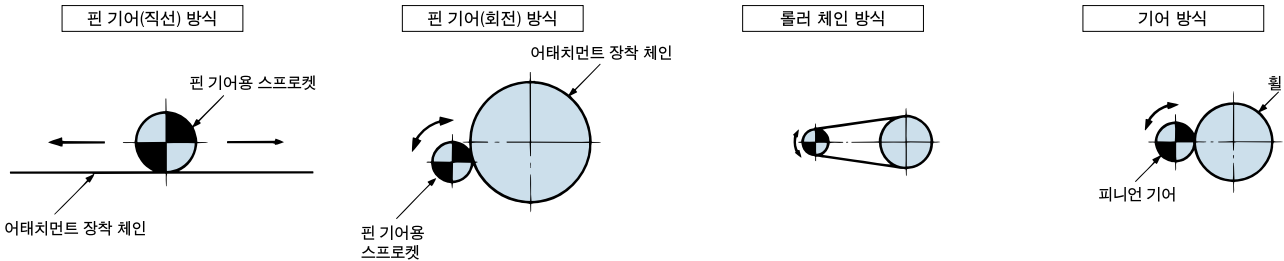 핀 기어(직선) 방식
핀 기어용 스프로켓
어태치먼트 장착 체인
핀 기어(회전) 방식
어태치먼트 장착 체인
핀 기어용
스프로켓
롤러 체인 방식
기어 방식
휠
피니언 기어